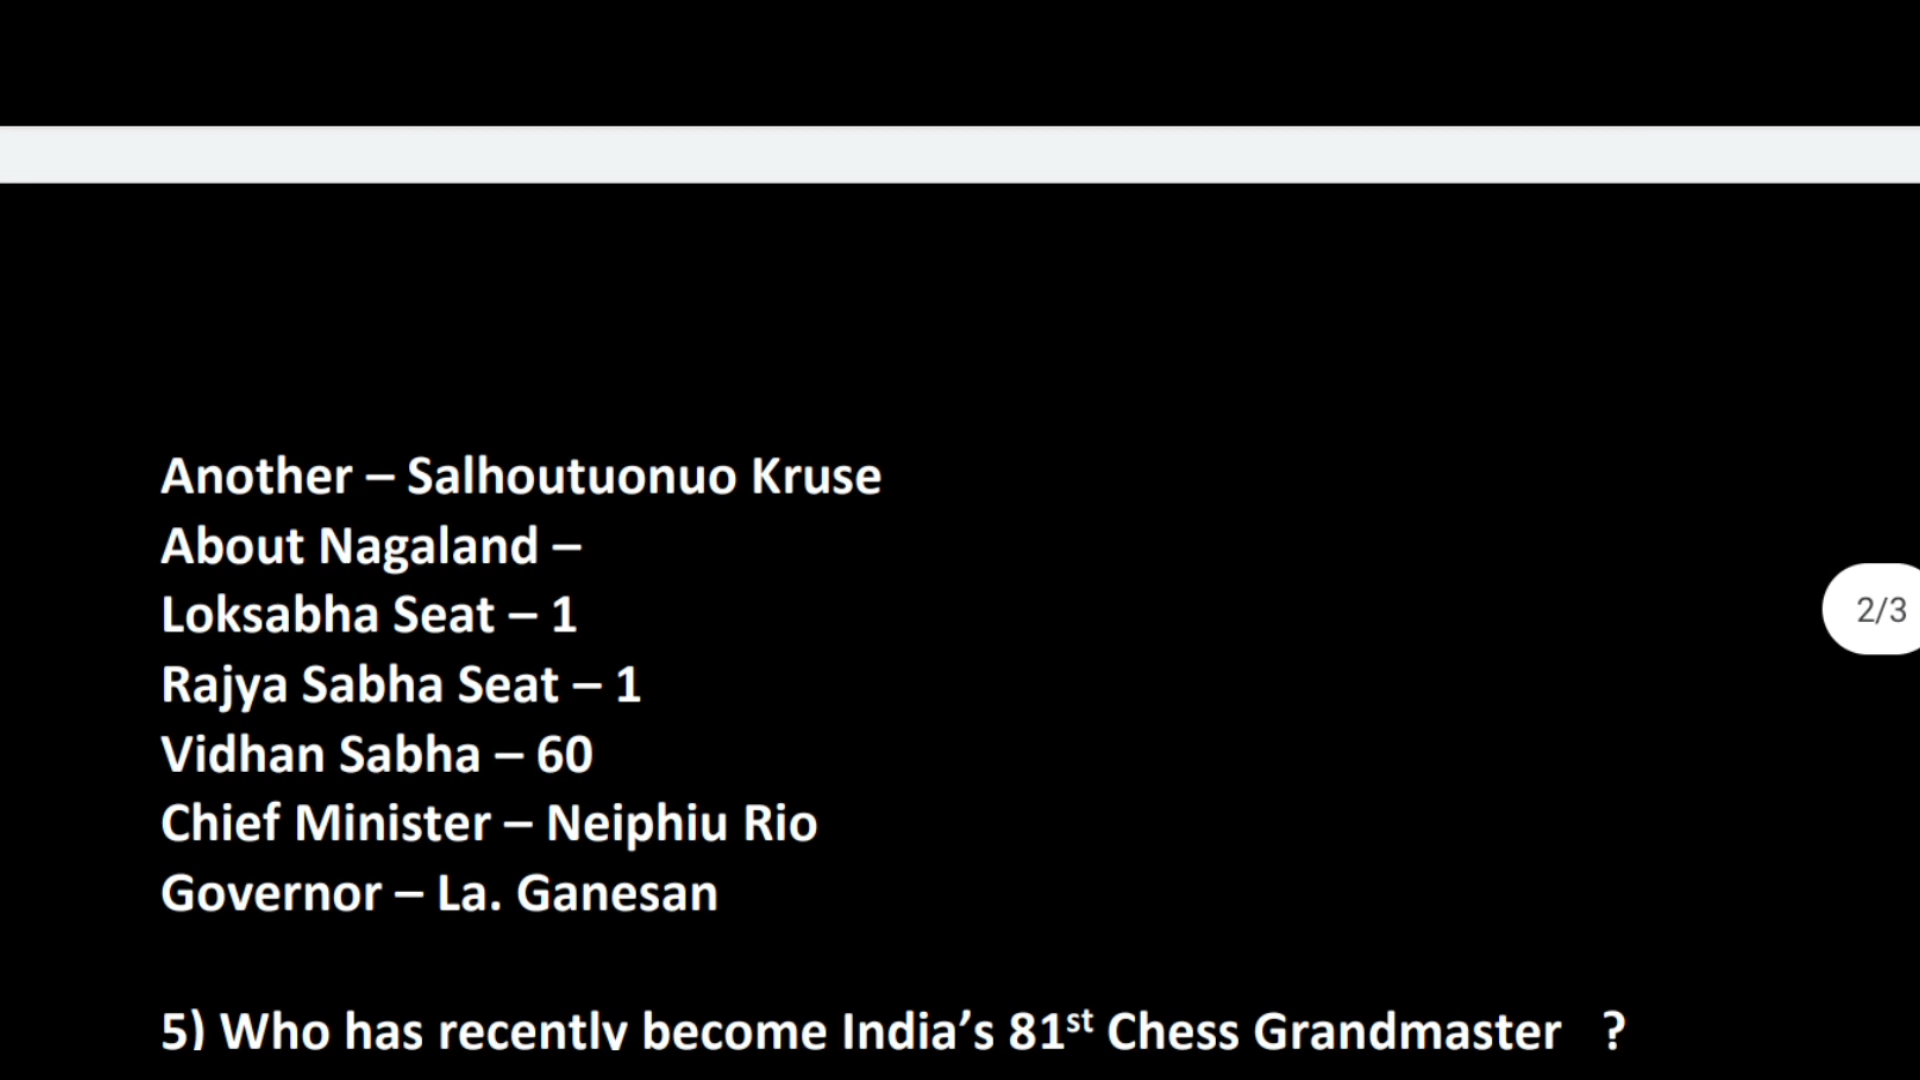 Another – Salhoutuonuo Kruse
About Nagaland –
Loksabha Seat – 1
Rajya Sabha Seat – 1
2/3
Vidhan Sabha – 60
Chief Minister – Neiphiu Rio
Governor – La. Ganesan
5) Who has recently become India’s 81st Chess Grandmaster ?